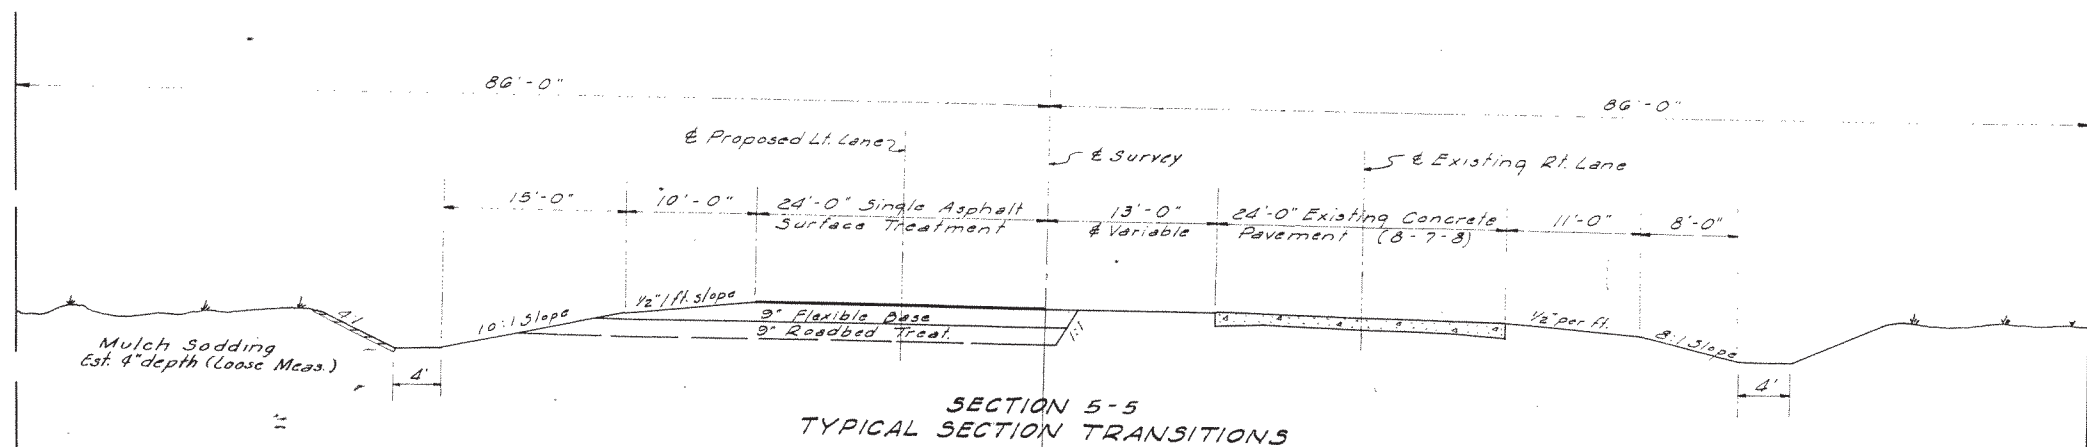 86'-0"
86'-0"
℄ Proposed Lt. Lane
℄ Survey
℄ Existing Rt. Lane
15'-0"
10'-0"
24'-0" Single Asphalt
Surface Treatment
13'-0"
& Variable
24'-0" Existing Concrete
Pavement (8-7-8)
11'-0"
8'-0"
4:1
10:1 Slope
1/2"/ft. slope
9" Flexible Base
9" Roadbed Treat.
1:1
1/2" per ft.
8:1 Slope
Mulch Sodding
Est. 4" depth (Loose Meas.)
4'
4'
SECTION 5-5
TYPICAL SECTION TRANSITIONS